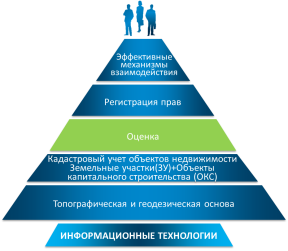 Эффективные
механизмы
взаимодействия
Регистрация прав
Оценка
Кадастровый учет объектов недвижимости
Земельные участки(ЗУ)+Объекты
капитального строительства (ОКС)
Топографическая и геодезическая основа
ИНФОРМАЦИОННЫЕ ТЕХНОЛОГИИ